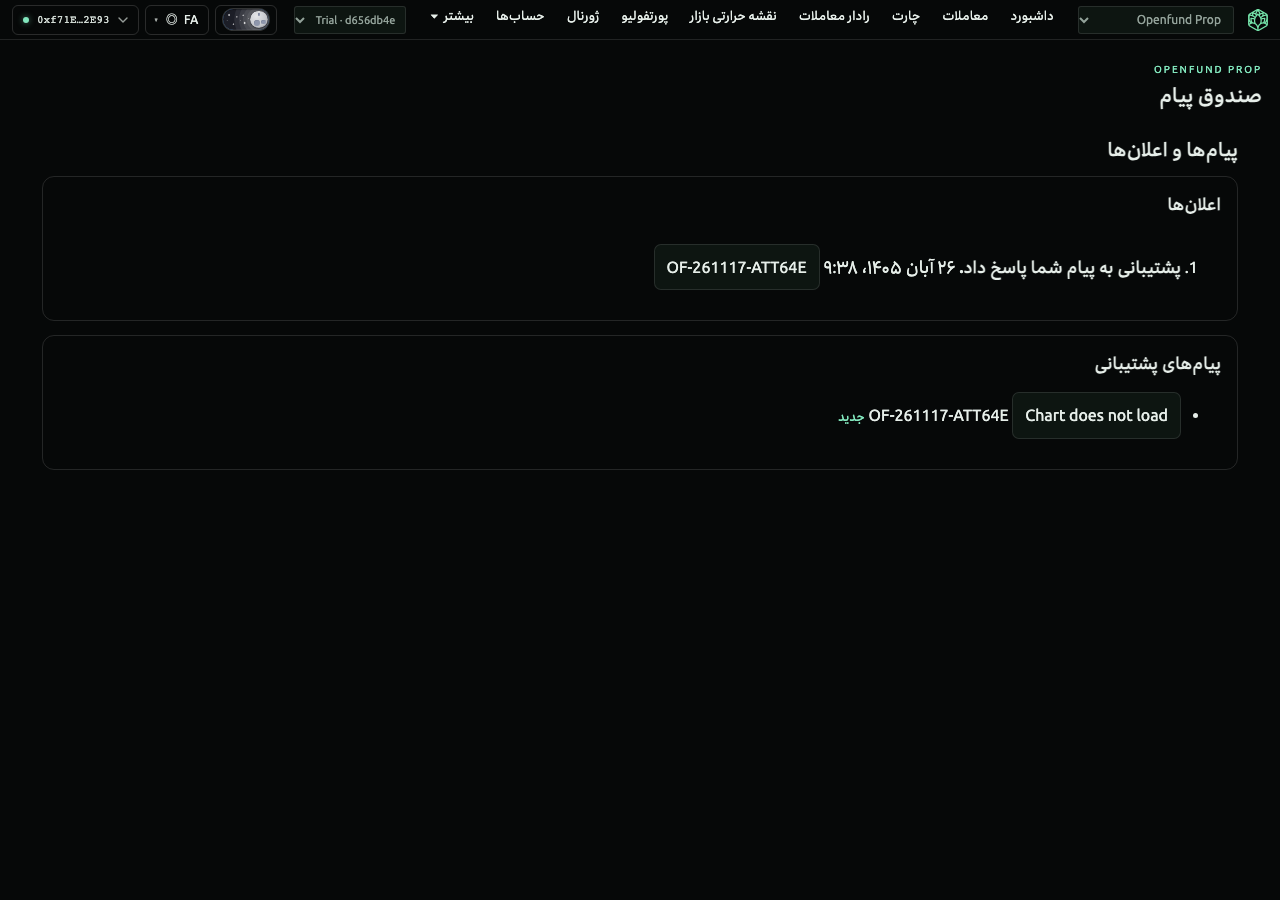 Openfund Prop داشبورد معاملات چارت رادار معاملات نقشه حرارتی بازار پورتفولیو ژورنال حساب‌ها بیشتر Trial · d656db4e FA 0xf71E…2E93
OPENFUND PROP
صندوق پیام
پیام‌ها و اعلان‌ها
اعلان‌ها
1. پشتیبانی به پیام شما پاسخ داد. ۲۶ آبان ۱۴۰۵، ۹:۳۸ OF-261117-ATT64E
پیام‌های پشتیبانی
• Chart does not load OF-261117-ATT64E جدید